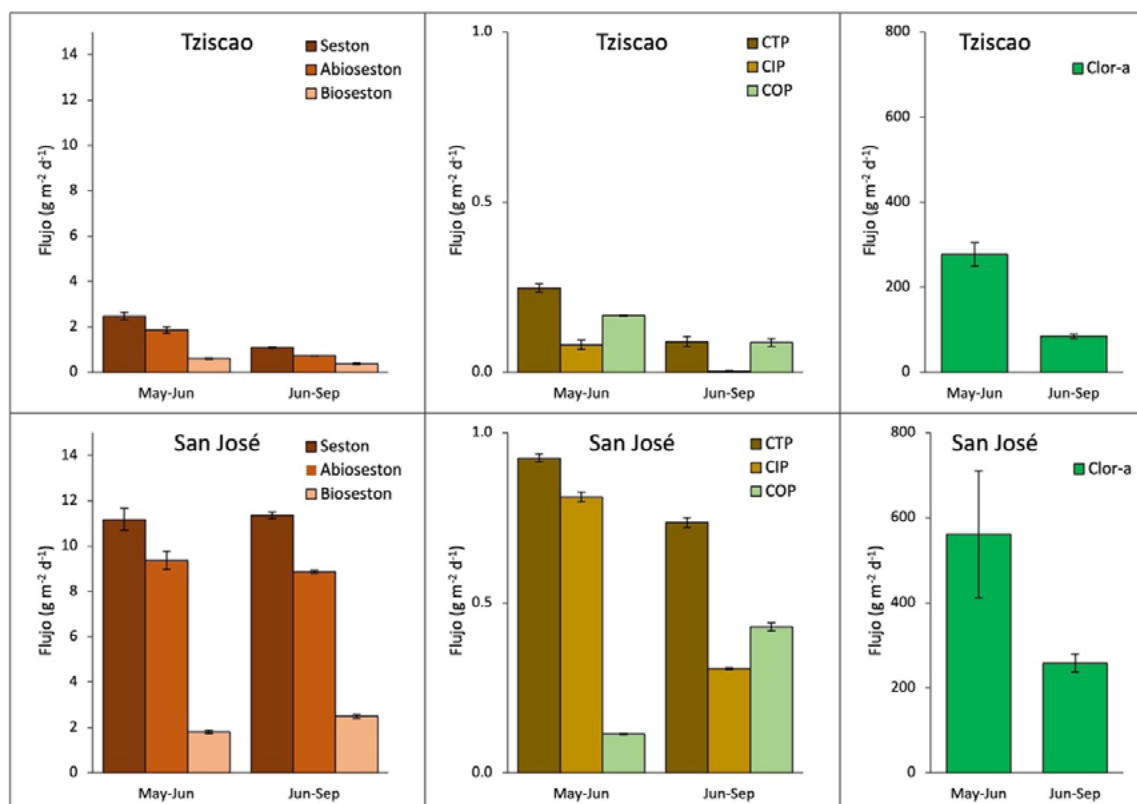 Tziscao
Seston
Abioseston
Bioseston
Flujo (g m⁻² d⁻¹)
14
12
10
8
6
4
2
0
May-Jun
Jun-Sep
Tziscao
CTP
CIP
COP
Flujo (g m⁻² d⁻¹)
1.0
0.5
0.0
May-Jun
Jun-Sep
Tziscao
Clor-a
Flujo (g m⁻² d⁻¹)
800
600
400
200
0
May-Jun
Jun-Sep
San José
Seston
Abioseston
Bioseston
Flujo (g m⁻² d⁻¹)
14
12
10
8
6
4
2
0
May-Jun
Jun-Sep
San José
CTP
CIP
COP
Flujo (g m⁻² d⁻¹)
1.0
0.5
0.0
May-Jun
Jun-Sep
San José
Clor-a
Flujo (g m⁻² d⁻¹)
800
600
400
200
0
May-Jun
Jun-Sep